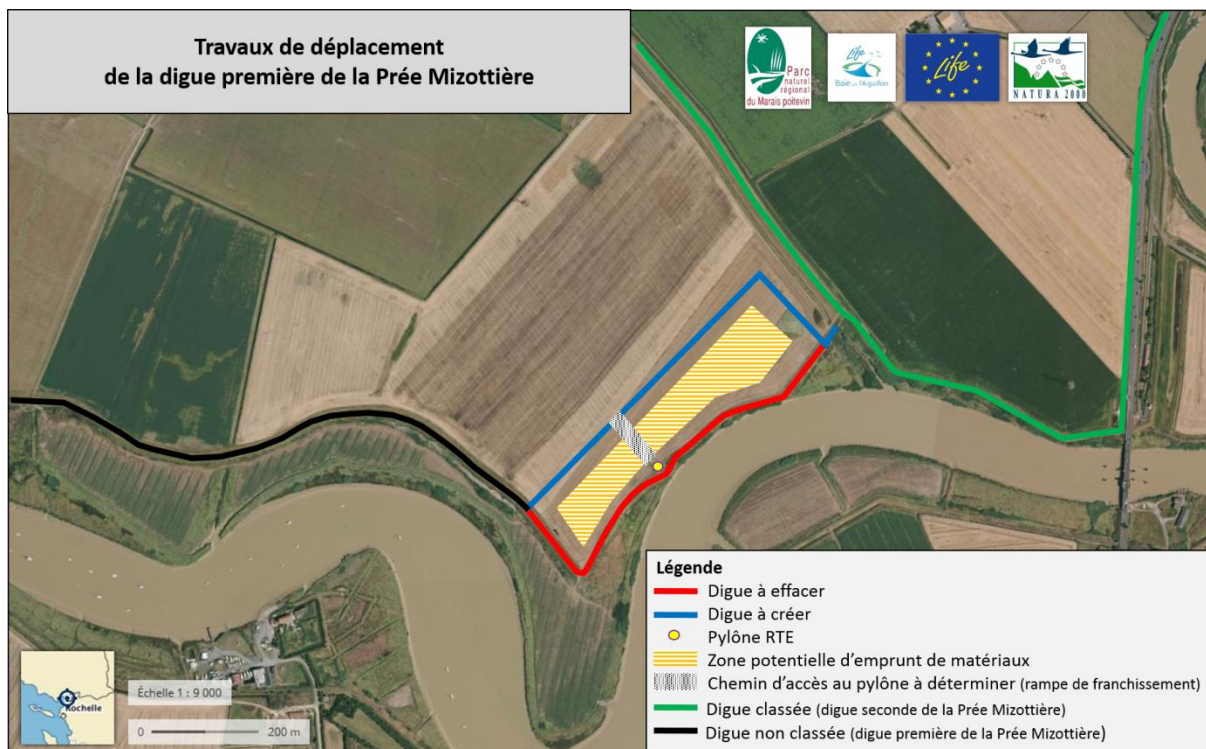 Travaux de déplacement
de la digue première de la Prée Mizottière
Parc
naturel
régional
du Marais poitevin
Life
Baie de l'Aiguillon
Life
NATURA 2000
Légende
Digue à effacer
Digue à créer
Pylône RTE
Zone potentielle d'emprunt de matériaux
Chemin d'accès au pylône à déterminer (rampe de franchissement)
Digue classée (digue seconde de la Prée Mizottière)
Digue non classée (digue première de la Prée Mizottière)
Rochelle
Échelle 1 : 9 000
0 200 m